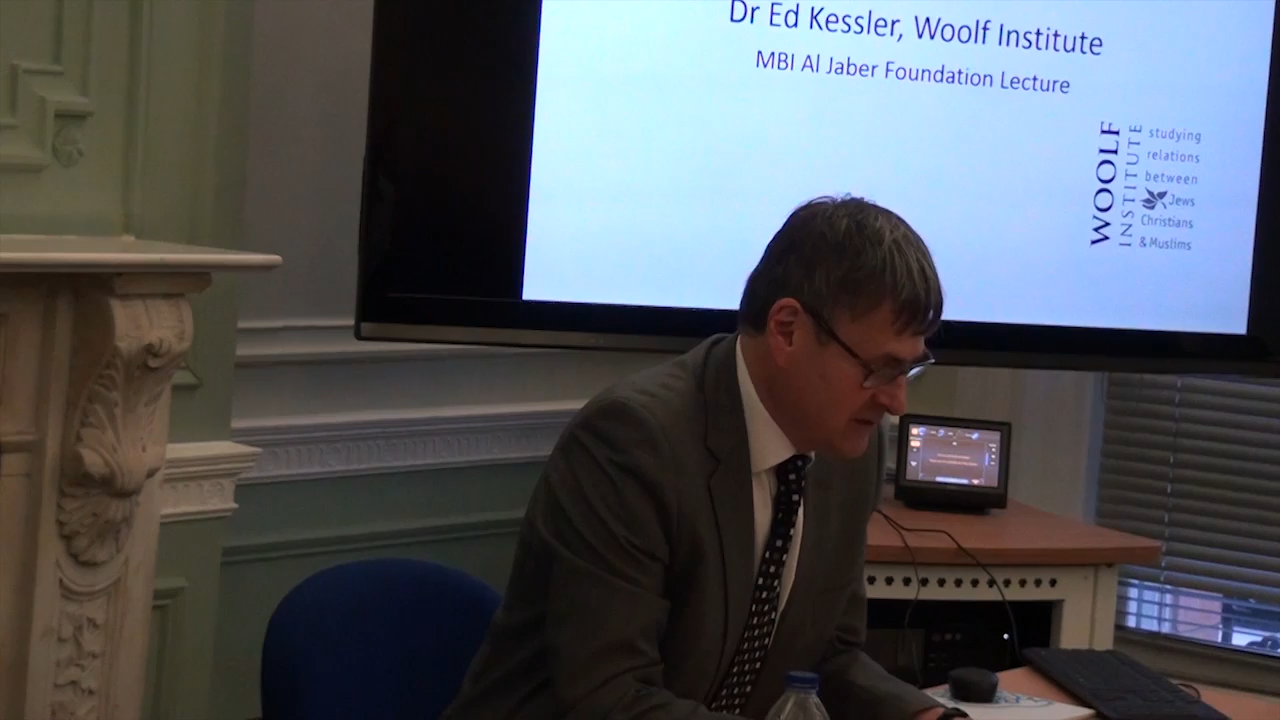 Dr Ed Kessler, Woolf Institute
MBI Al Jaber Foundation Lecture
WOOLF
INSTITUTE
studying
relations
between
Jews
Christians
& Muslims